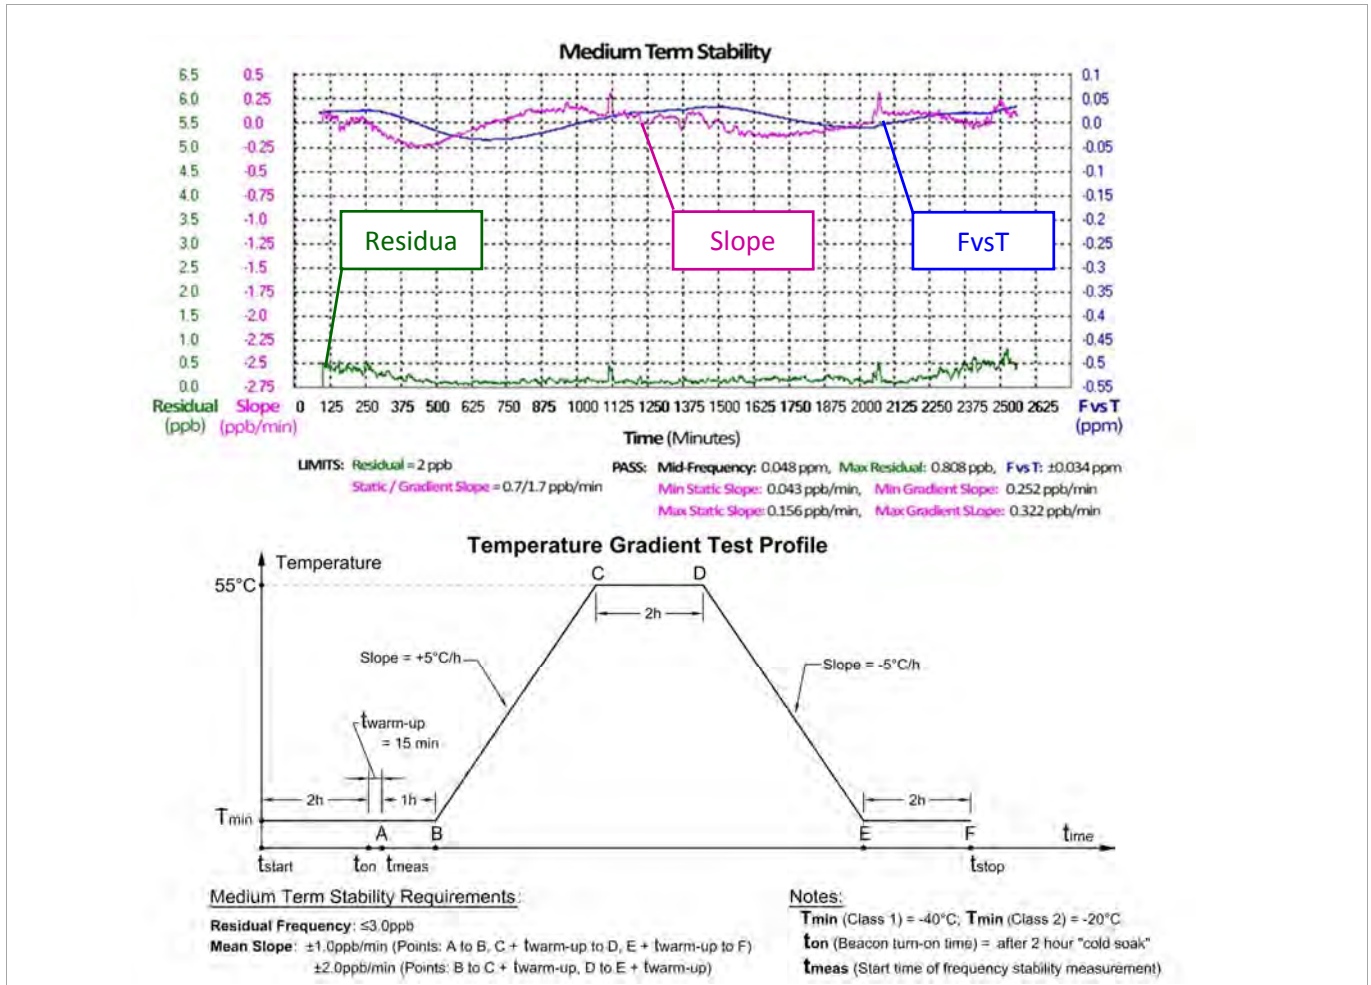 Medium Term Stability
6.5 0.5 0.1
6.0 0.25 0.05
5.5 0.0 0.0
5.0 -0.25 -0.05
4.5 -0.5 -0.1
4.0 -0.75 -0.15
3.5 -1.0 -0.2
3.0 -1.25 -0.25
2.5 -1.5 -0.3
2.0 -1.75 -0.35
1.5 -2.0 -0.4
1.0 -2.25 -0.45
0.5 -2.5 -0.5
0.0 -2.75 -0.55
Residua
Slope
FvsT
Residual Slope 0 125 250 375 500 625 750 875 1000 1125 1250 1375 1500 1625 1750 1875 2000 2125 2250 2375 2500 2625 F vs T
(ppb) (ppb/min) (ppm)
Time (Minutes)
LIMITS: Residual = 2 ppb
Static / Gradient Slope = 0.7/1.7 ppb/min
PASS: Mid-Frequency: 0.048 ppm, Max Residual: 0.808 ppb, F vs T: ±0.034 ppm
Min Static Slope: 0.043 ppb/min, Min Gradient Slope: 0.252 ppb/min
Max Static Slope: 0.156 ppb/min, Max Gradient SLope: 0.322 ppb/min
Temperature Gradient Test Profile
Temperature
55°C
C D
2h
Slope = +5°C/h
Slope = -5°C/h
twarm-up
= 15 min
2h 1h 2h
Tmin
A B E F
time
tstart ton tmeas tstop
Medium Term Stability Requirements:
Residual Frequency: ≤3.0ppb
Mean Slope: ±1.0ppb/min (Points: A to B, C + twarm-up to D, E + twarm-up to F)
±2.0ppb/min (Points: B to C + twarm-up, D to E + twarm-up)
Notes:
Tmin (Class 1) = -40°C; Tmin (Class 2) = -20°C
ton (Beacon turn-on time) = after 2 hour "cold soak"
tmeas (Start time of frequency stability measurement)